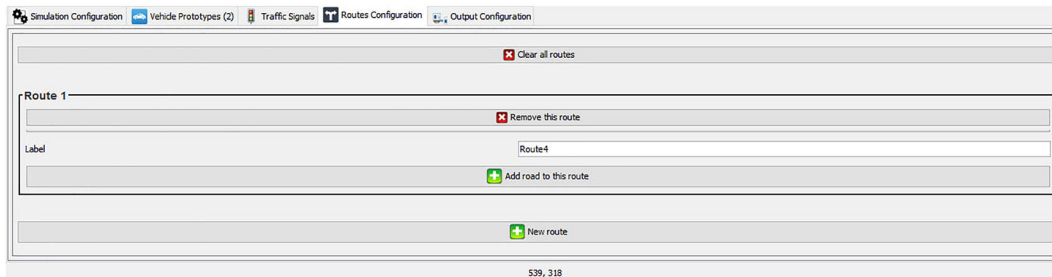 Simulation Configuration Vehicle Prototypes (2) Traffic Signals Routes Configuration Output Configuration
Clear all routes
Route 1
Remove this route
Label Route4
Add road to this route
New route
539, 318